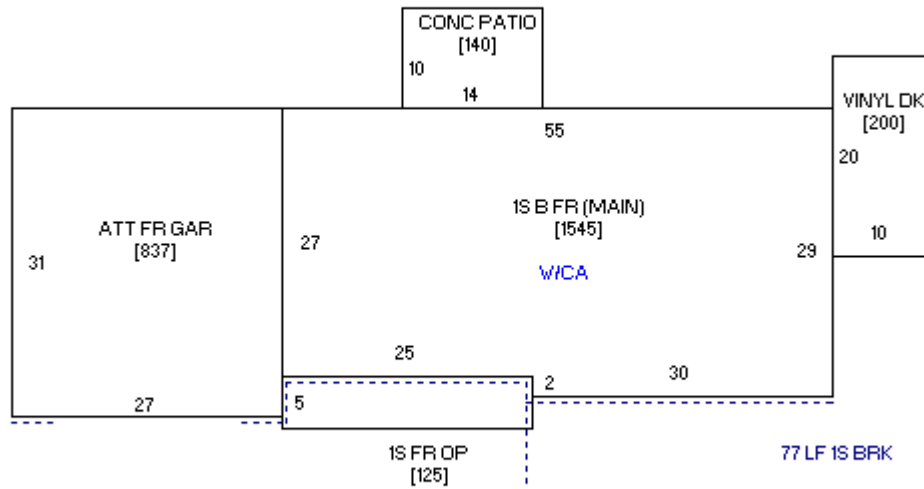 CONC PATIO
[140]
10
14
VINYL DK
[200]
55
20
1S B FR (MAIN)
[1545]
ATT FR GAR
[837]
31
27
29
10
W/CA
25
2
30
27
5
1S FR OP
[125]
77 LF 1S BRK